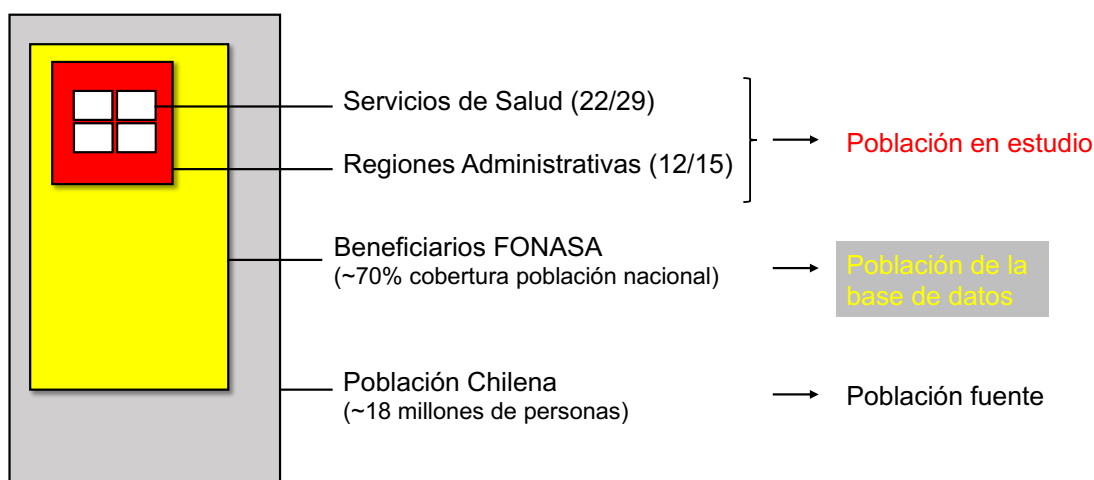 Servicios de Salud (22/29)
Regiones Administrativas (12/15)
Población en estudio
Beneficiarios FONASA
(~70% cobertura población nacional)
Población de la
base de datos
Población Chilena
(~18 millones de personas)
Población fuente